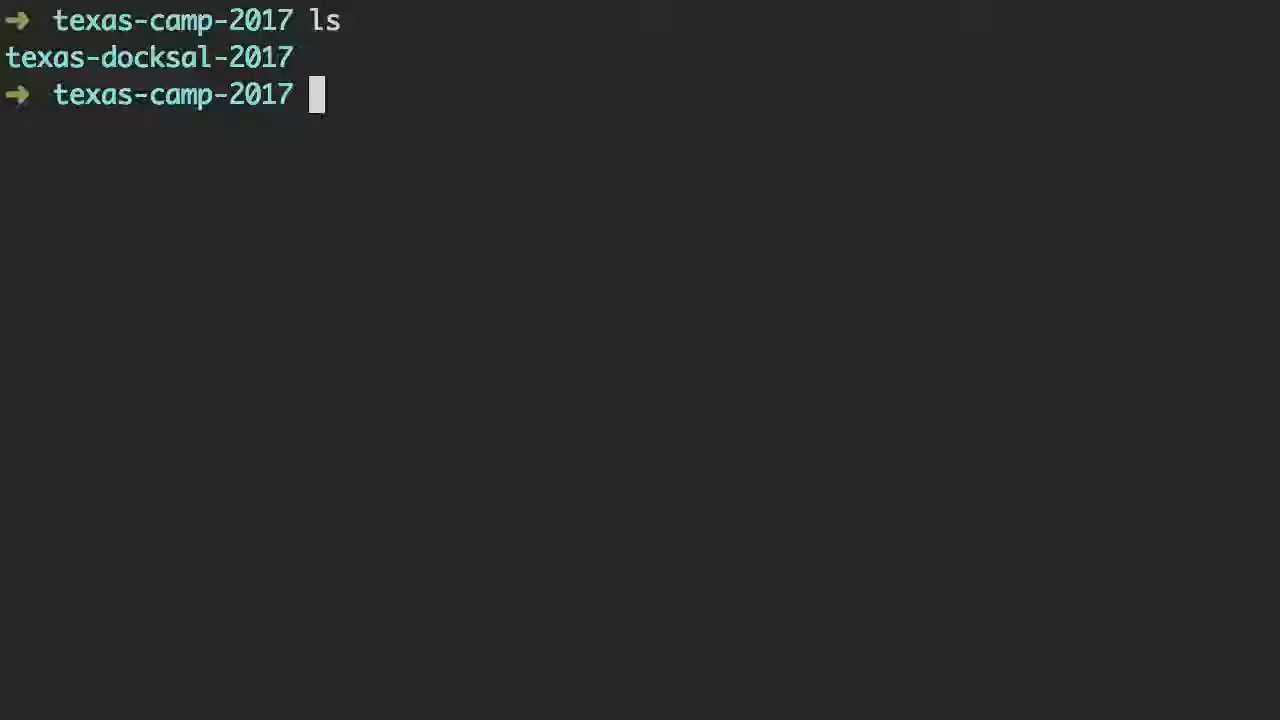 ➜ texas-camp-2017 ls
texas-docksal-2017
➜ texas-camp-2017